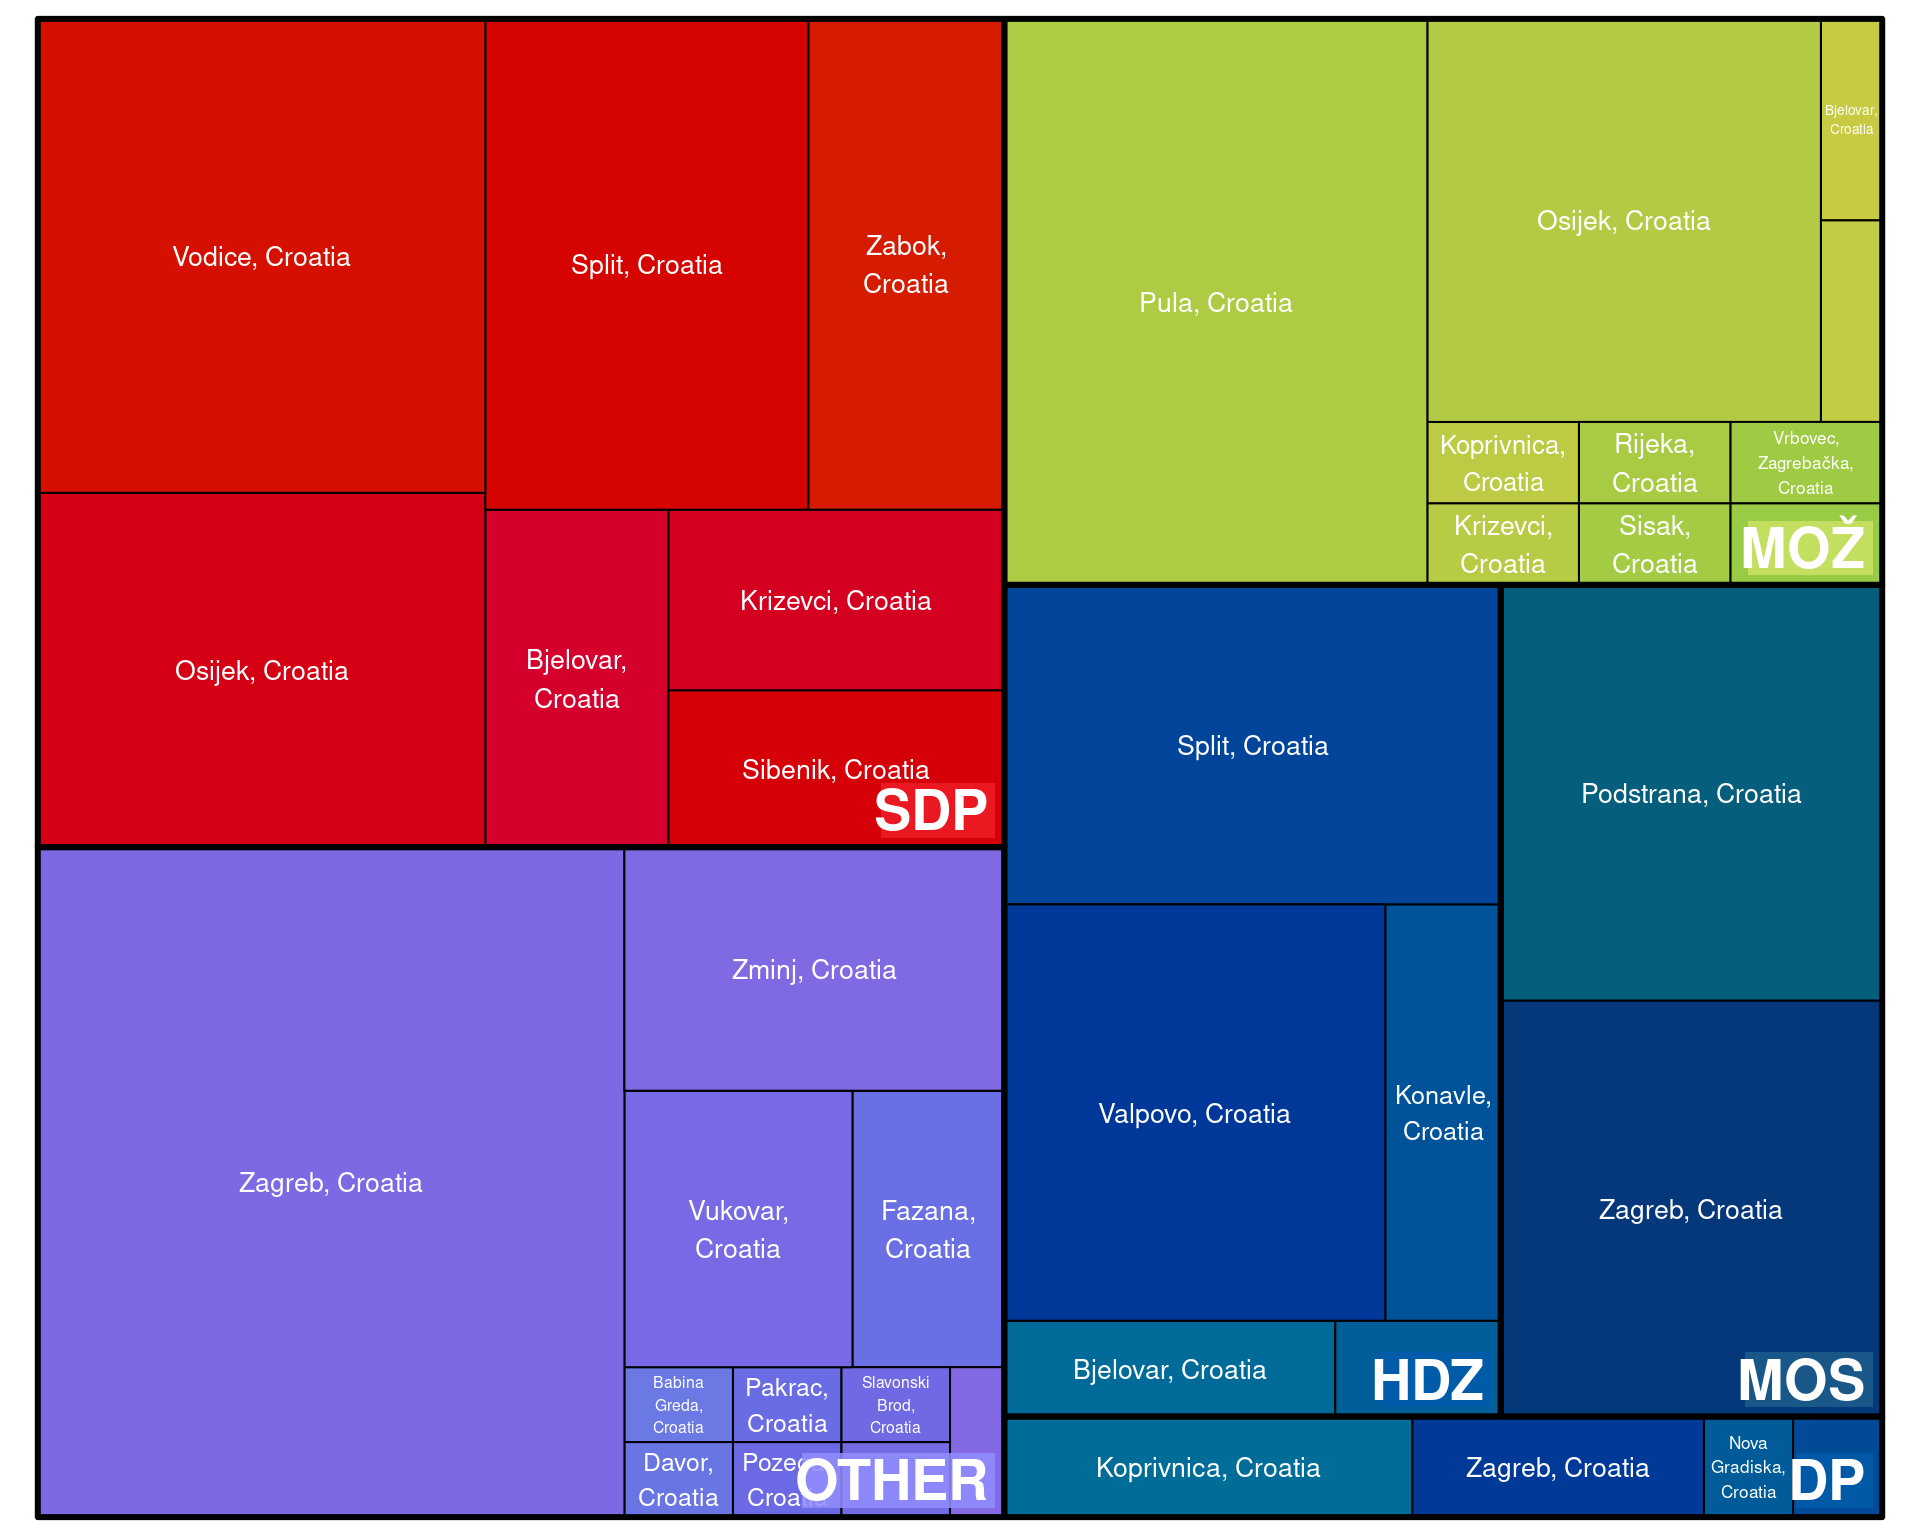 Vodice, Croatia
Split, Croatia
Zabok,
Croatia
Osijek, Croatia
Bjelovar,
Croatia
Krizevci, Croatia
Sibenik, Croatia
SDP
Pula, Croatia
Osijek, Croatia
Bjelovar,
Croatia
Koprivnica,
Croatia
Rijeka,
Croatia
Vrbovec,
Zagrebačka,
Croatia
Krizevci,
Croatia
Sisak,
Croatia
MOŽ
Zagreb, Croatia
Zminj, Croatia
Vukovar,
Croatia
Fazana,
Croatia
Babina
Greda,
Croatia
Pakrac,
Croatia
Slavonski
Brod,
Croatia
Davor,
Croatia
OTHER
Split, Croatia
Valpovo, Croatia
Konavle,
Croatia
Bjelovar, Croatia
HDZ
Podstrana, Croatia
Zagreb, Croatia
MOS
Koprivnica, Croatia
Zagreb, Croatia
Nova
Gradiska,
Croatia
DP